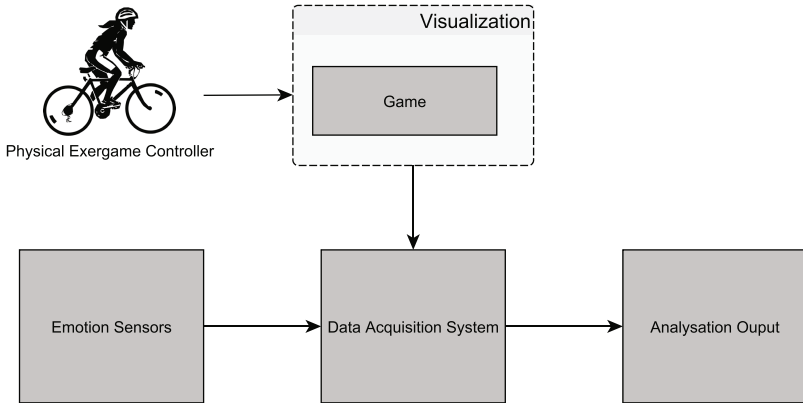 Visualization
Game
Physical Exergame Controller
Emotion Sensors
Data Acquisition System
Analysation Ouput